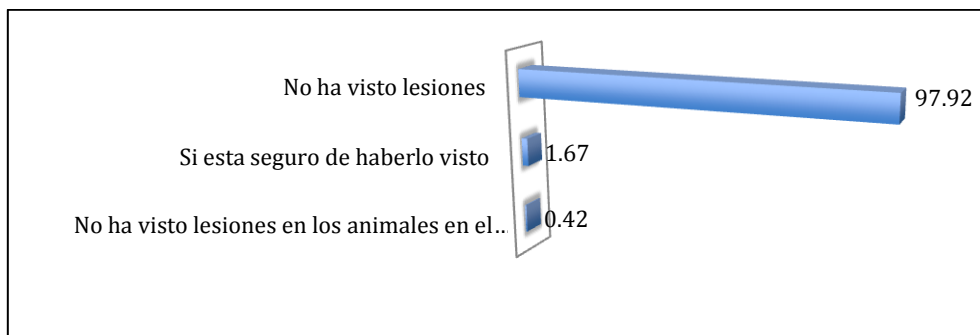 No ha visto lesiones 97.92
Si esta seguro de haberlo visto 1.67
No ha visto lesiones en los animales en el… 0.42